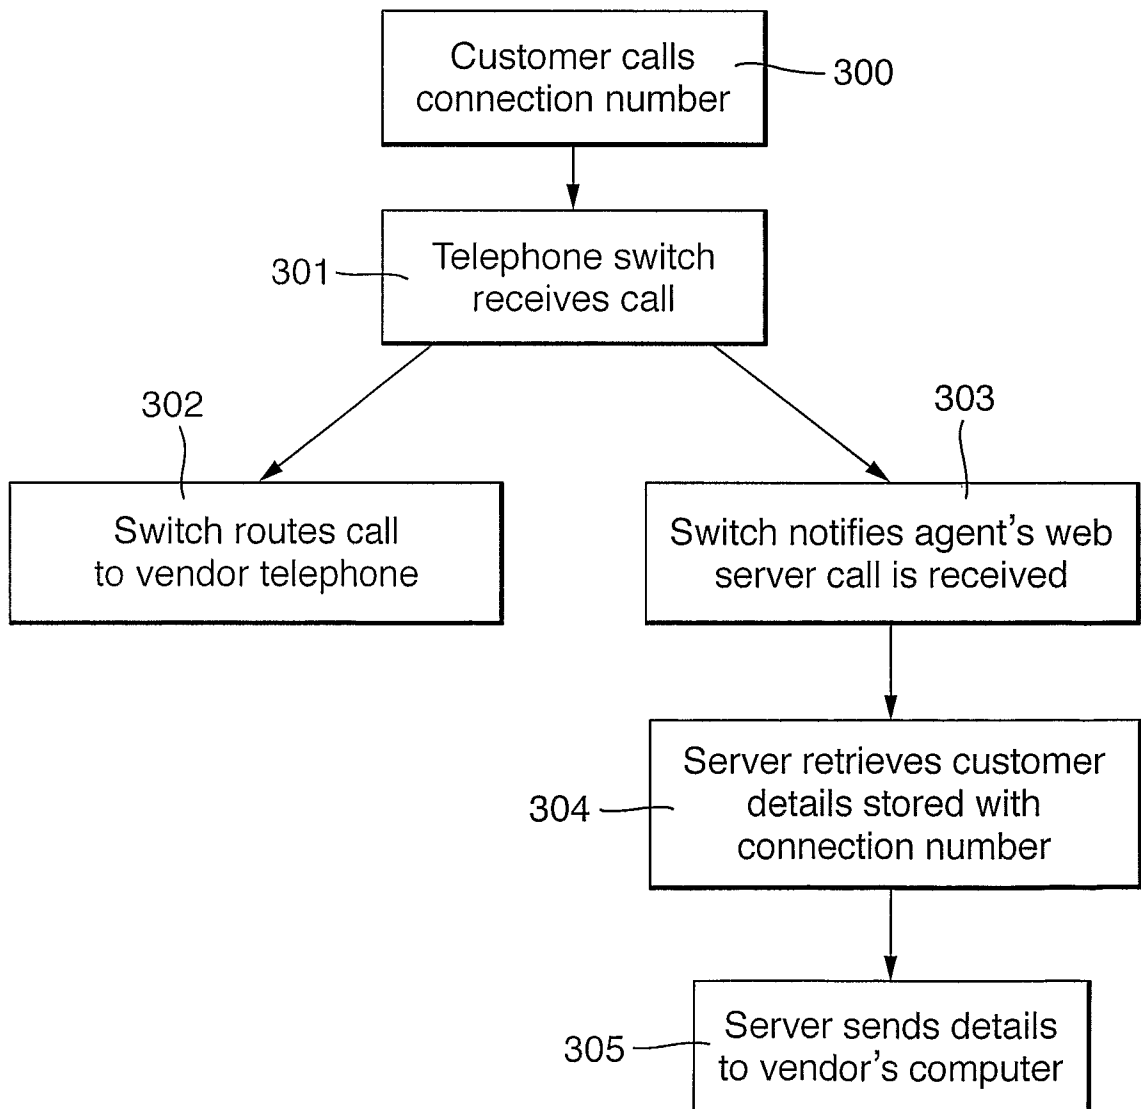 Customer calls
connection number
300
Telephone switch
receives call
301
302
303
Switch routes call
to vendor telephone
Switch notifies agent's web
server call is received
Server retrieves customer
details stored with
connection number
304
Server sends details
to vendor's computer
305